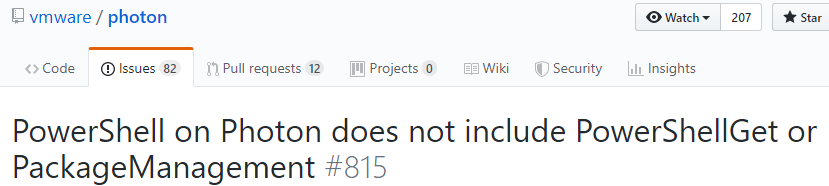 vmware / photon Watch 207 Star
Code Issues 82 Pull requests 12 Projects 0 Wiki Security Insights
PowerShell on Photon does not include PowerShellGet or
PackageManagement #815